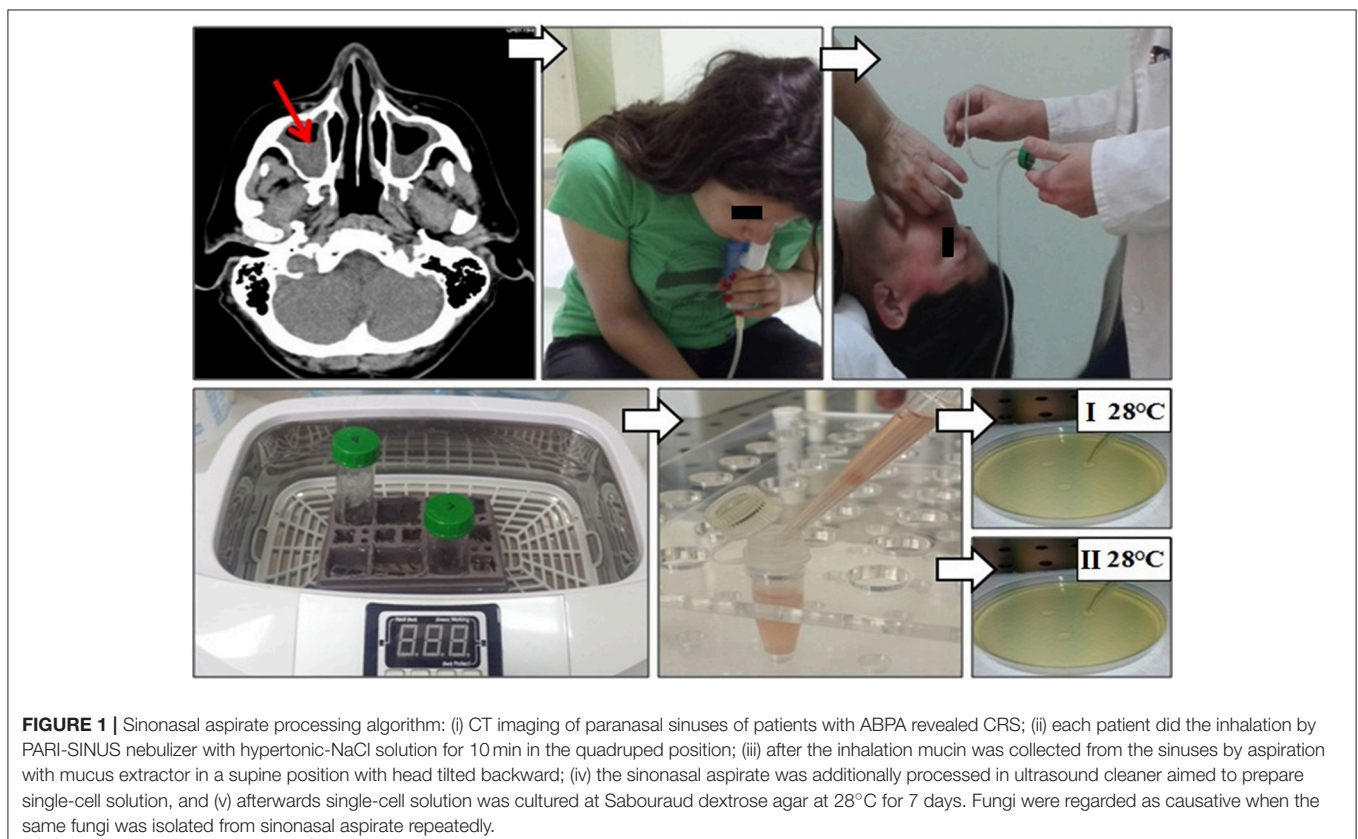 I 28°C
II 28°C
FIGURE 1 | Sinonasal aspirate processing algorithm: (i) CT imaging of paranasal sinuses of patients with ABPA revealed CRS; (ii) each patient did the inhalation by
PARI-SINUS nebulizer with hypertonic-NaCl solution for 10 min in the quadruped position; (iii) after the inhalation mucin was collected from the sinuses by aspiration
with mucus extractor in a supine position with head tilted backward; (iv) the sinonasal aspirate was additionally processed in ultrasound cleaner aimed to prepare
single-cell solution, and (v) afterwards single-cell solution was cultured at Sabouraud dextrose agar at 28°C for 7 days. Fungi were regarded as causative when the
same fungi was isolated from sinonasal aspirate repeatedly.